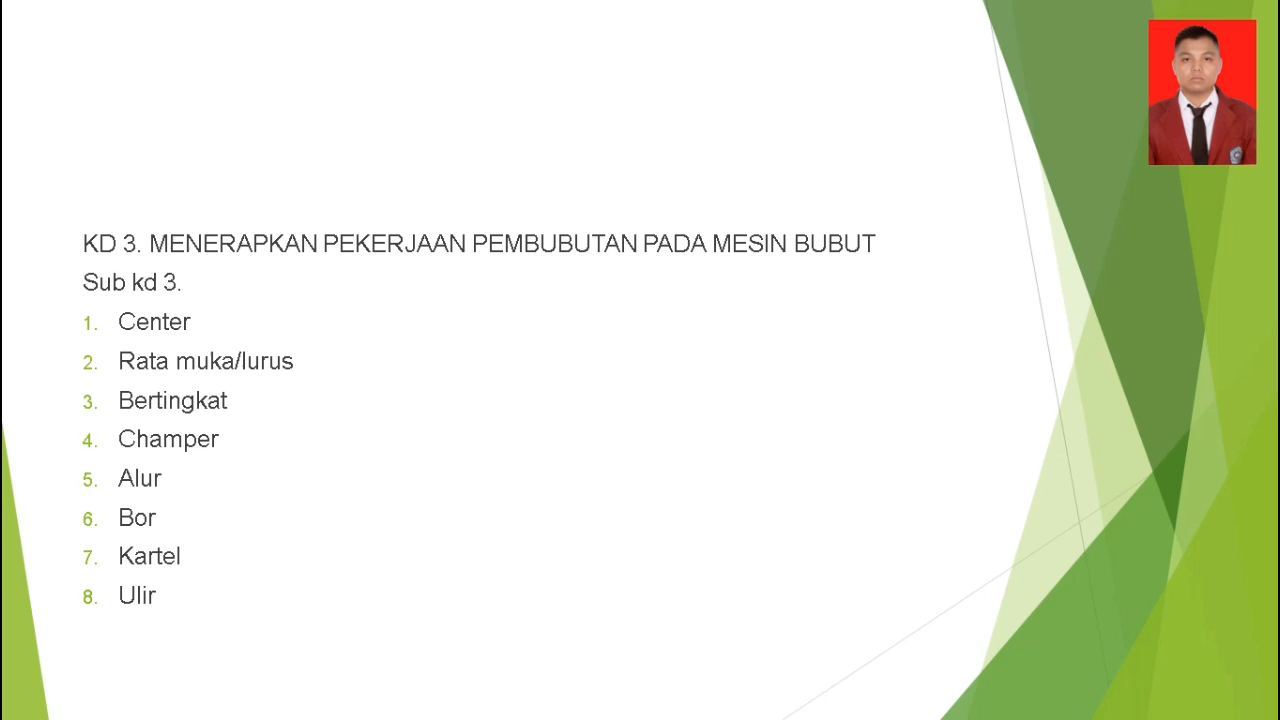 KD 3. MENERAPKAN PEKERJAAN PEMBUBUTAN PADA MESIN BUBUT
Sub kd 3.
1. Center
2. Rata muka/lurus
3. Bertingkat
4. Champer
5. Alur
6. Bor
7. Kartel
8. Ulir